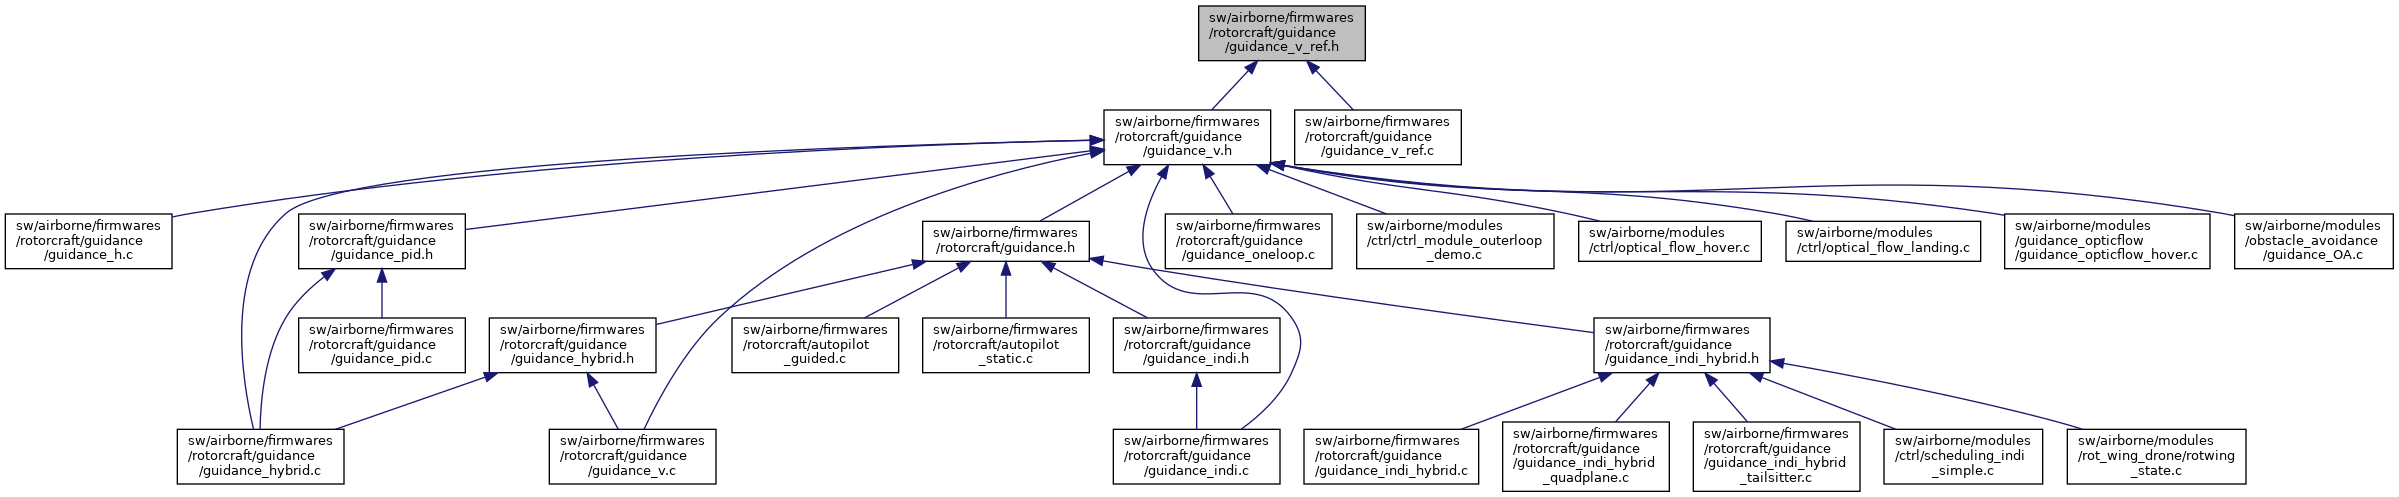 sw/airborne/firmwares
/rotorcraft/guidance
/guidance_v_ref.h
sw/airborne/firmwares
/rotorcraft/guidance
/guidance_v.h
sw/airborne/firmwares
/rotorcraft/guidance
/guidance_v_ref.c
sw/airborne/firmwares
/rotorcraft/guidance
/guidance_h.c
sw/airborne/firmwares
/rotorcraft/guidance
/guidance_pid.h
sw/airborne/firmwares
/rotorcraft/guidance.h
sw/airborne/firmwares
/rotorcraft/guidance
/guidance_oneloop.c
sw/airborne/modules
/ctrl/ctrl_module_outerloop
_demo.c
sw/airborne/modules
/ctrl/optical_flow_hover.c
sw/airborne/modules
/ctrl/optical_flow_landing.c
sw/airborne/modules
/guidance_opticflow
/guidance_opticflow_hover.c
sw/airborne/modules
/obstacle_avoidance
/guidance_OA.c
sw/airborne/firmwares
/rotorcraft/guidance
/guidance_pid.c
sw/airborne/firmwares
/rotorcraft/guidance
/guidance_hybrid.h
sw/airborne/firmwares
/rotorcraft/autopilot
_guided.c
sw/airborne/firmwares
/rotorcraft/autopilot
_static.c
sw/airborne/firmwares
/rotorcraft/guidance
/guidance_indi.h
sw/airborne/firmwares
/rotorcraft/guidance
/guidance_indi_hybrid.h
sw/airborne/firmwares
/rotorcraft/guidance
/guidance_hybrid.c
sw/airborne/firmwares
/rotorcraft/guidance
/guidance_v.c
sw/airborne/firmwares
/rotorcraft/guidance
/guidance_indi.c
sw/airborne/firmwares
/rotorcraft/guidance
/guidance_indi_hybrid.c
sw/airborne/firmwares
/rotorcraft/guidance
/guidance_indi_hybrid
_quadplane.c
sw/airborne/firmwares
/rotorcraft/guidance
/guidance_indi_hybrid
_tailsitter.c
sw/airborne/modules
/ctrl/scheduling_indi
_simple.c
sw/airborne/modules
/rot_wing_drone/rotwing
_state.c